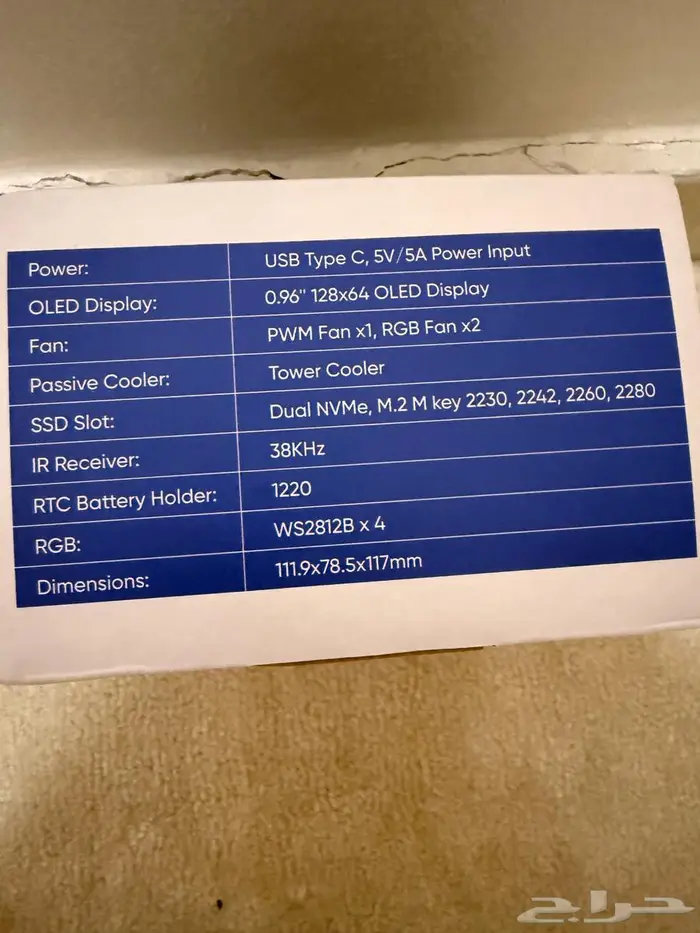 Power: USB Type C, 5V/5A Power Input
OLED Display: 0.96" 128x64 OLED Display
Fan: PWM Fan x1, RGB Fan x2
Passive Cooler: Tower Cooler
SSD Slot: Dual NVMe, M.2 M key 2230, 2242, 2260, 2280
IR Receiver: 38KHz
RTC Battery Holder: 1220
RGB: WS2812B x 4
Dimensions: 111.9x78.5x117mm
حراج